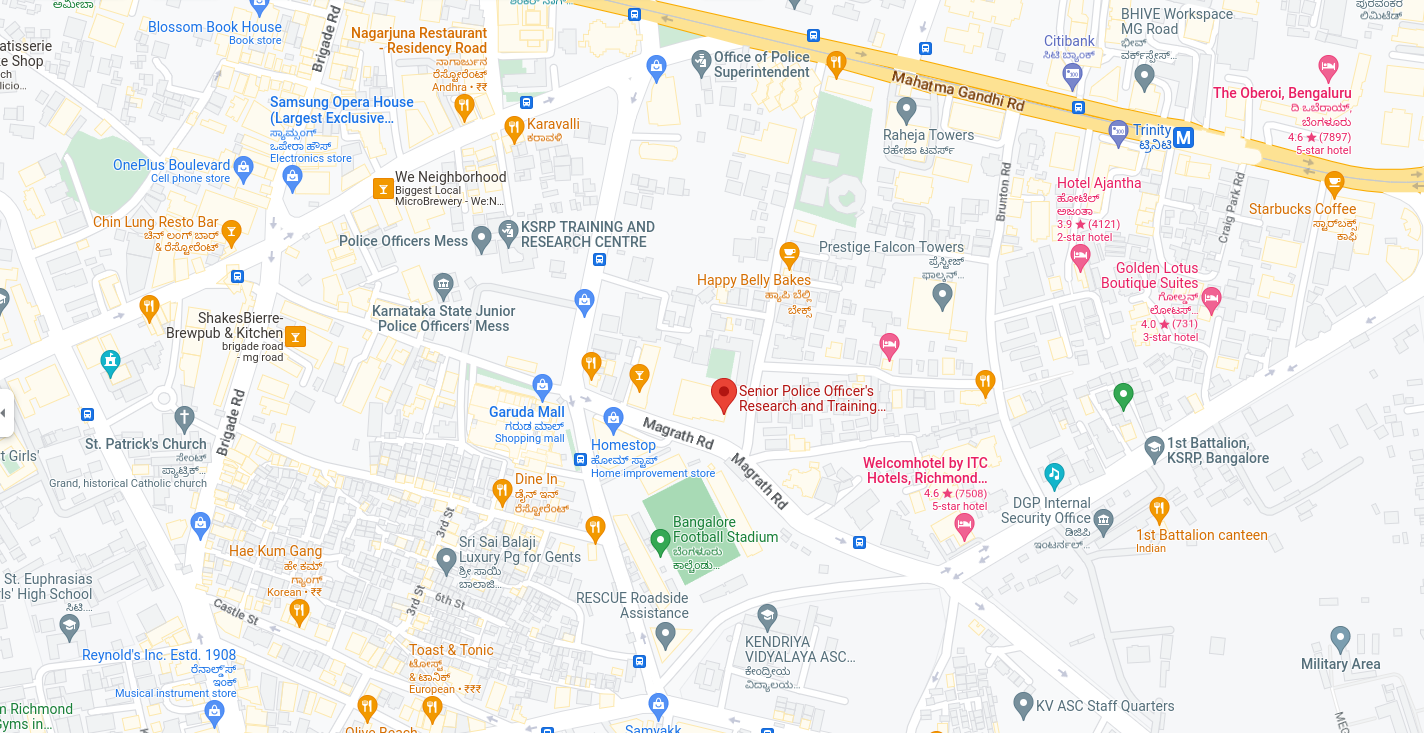 ಅಮೀಬಾ
Blossom Book House
Book store
Brigade Rd
Nagarjuna Restaurant
- Residency Road
ನಾಗಾರ್ಜುನ
ರೆಸ್ಟೋರೆಂಟ್
Andhra • ₹₹
atisserie
e Shop
Samsung Opera House
(Largest Exclusive…
ಸ್ಯಾಮ್ಸಂಗ್
ಒಪೇರಾ ಹೌಸ್
Electronics store
Karavalli
ಕರಾವಳಿ
Office of Police
Superintendent
Mahatma Gandhi Rd
Citibank
ಸಿಟಿಬ್ಯಾಂಕ್
BHIVE Workspace
MG Road
ಭೀವ್
ವರ್ಕ್‌ಸ್ಪೇಸ್…
ಲಿಮಿಟೆಡ್
The Oberoi, Bengaluru
ದಿ ಒಬೆರಾಯ್,
ಬೆಂಗಳೂರು
4.6 ★ (7897)
5-star hotel
Raheja Towers
ರಹೇಜಾ ಟವರ್ಸ್
Trinity
ಟ್ರಿನಿಟಿ
M
OnePlus Boulevard
Cell phone store
We Neighborhood
Biggest Local
MicroBrewery - We:N…
Chin Lung Resto Bar
ಚಿನ್ ಲಂಗ್ ಬಾರ್
& ರೆಸ್ಟೋರೆಂಟ್
Police Officers Mess
KSRP TRAINING AND
RESEARCH CENTRE
Brunton Rd
Hotel Ajantha
ಹೋಟೆಲ್
ಅಜಂತಾ
3.9 ★ (4121)
2-star hotel
Craig Park Rd
Starbucks Coffee
ಸ್ಟಾರ್‌ಬಕ್ಸ್
ಕಾಫಿ
Prestige Falcon Towers
ಪ್ರೆಸ್ಟೀಜ್
ಫಾಲ್ಕನ್…
Happy Belly Bakes
ಹ್ಯಾಪಿ ಬೆಲ್ಲಿ
ಬೇಕ್ಸ್
Golden Lotus
Boutique Suites
ಗೋಲ್ಡನ್
ಲೋಟಸ್…
4.0 ★ (731)
3-star hotel
Karnataka State Junior
Police Officers' Mess
ShakesBierre-
Brewpub & Kitchen
brigade road
- mg road
Brigade Rd
Senior Police Officer's
Research and Training…
Garuda Mall
ಗರುಡ ಮಾಲ್
Shopping mall
Homestop
ಹೋಮ್ ಸ್ಟಾಪ್
Home improvement store
Magrath Rd
Magrath Rd
St. Patrick's Church
ಸೇಂಟ್
ಪ್ಯಾಟ್ರಿಕ್…
Grand, historical Catholic church
t Girls'
Welcomhotel by ITC
Hotels, Richmond…
4.6 ★ (7508)
5-star hotel
1st Battalion,
KSRP, Bangalore
DGP Internal
Security Office
ಡಿಜಿಪಿ
ಇಂಟರ್ನಲ್…
1st Battalion canteen
Indian
Dine In
ಡೈನ್ ಇನ್
ರೆಸ್ಟೋರೆಂಟ್
3rd St
Bangalore
Football Stadium
ಬೆಂಗಳೂರು
ಕಾಲ್ಚೆಂಡು…
Sri Sai Balaji
Luxury Pg for Gents
ಶ್ರೀ ಸಾಯಿ
ಬಾಲಾಜಿ…
Hae Kum Gang
ಹೇ ಕಮ್
ಗ್ಯಾಂಗ್
Korean • ₹₹
St. Euphrasias
ls' High School
ಸಿಟಿ.…
3rd St
6th St
Castle St
RESCUE Roadside
Assistance
KENDRIYA
VIDYALAYA ASC…
ಕೇಂದ್ರೀಯ
ವಿದ್ಯಾಲಯ…
Reynold's Inc. Estd. 1908
ರೆನಾಲ್ಡ್‌ಸ್
ಇಂಕ್
Musical instrument store
Toast & Tonic
ಟೋಸ್ಟ್
& ಟಾನಿಕ್
European • ₹₹₹
Military Area
KV ASC Staff Quarters
m Richmond
Gyms in…
Olive Beach
Samyakk